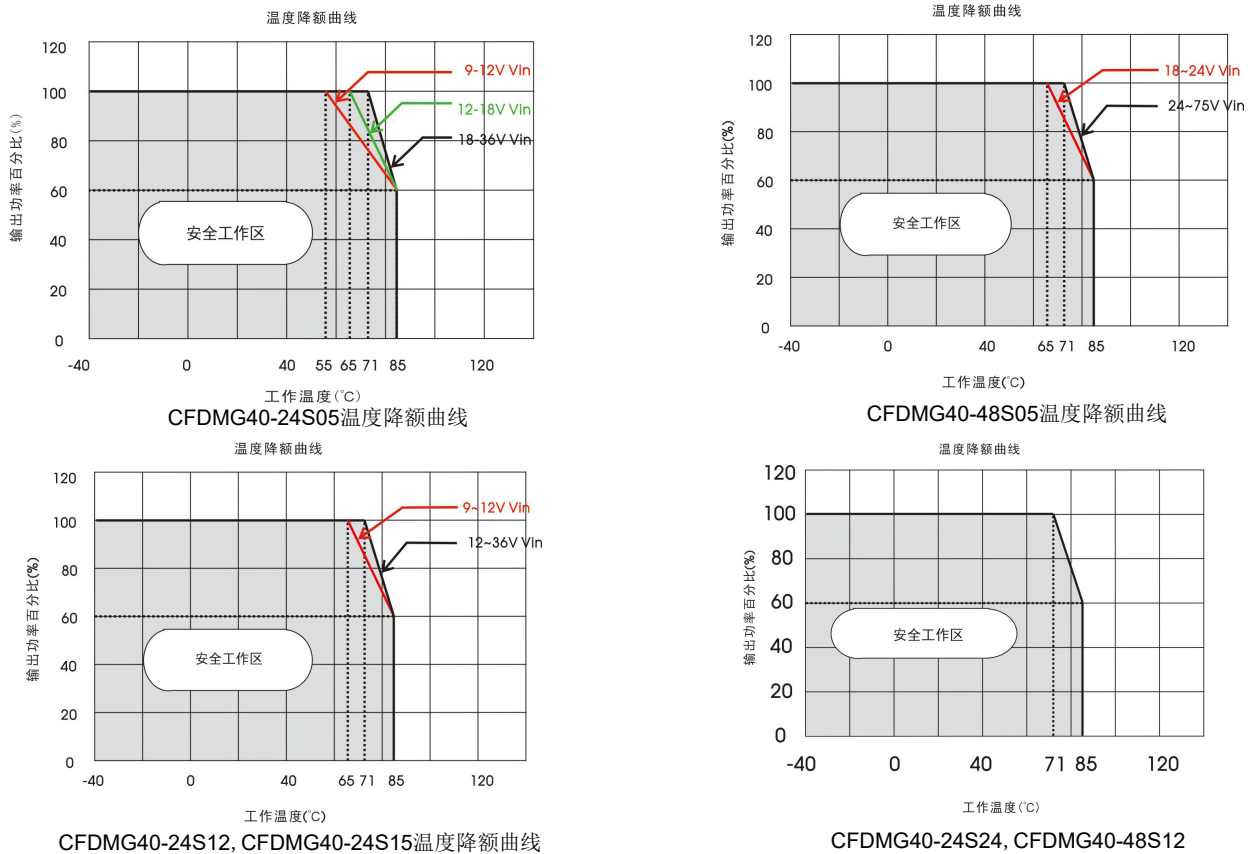 温度降额曲线
120
100
80
60
40
20
0
输出功率百分比(%)
9-12V Vin
12-18V Vin
18-36V Vin
安全工作区
-40 0 40 55 65 71 85 120
工作温度(℃)
CFDMG40-24S05温度降额曲线
温度降额曲线
120
100
80
60
40
20
0
输出功率百分比(%)
18~24V Vin
24~75V Vin
安全工作区
-40 0 40 65 71 85 120
工作温度(℃)
CFDMG40-48S05温度降额曲线
温度降额曲线
120
100
80
60
40
20
0
输出功率百分比(%)
9~12V Vin
12~36V Vin
安全工作区
-40 0 40 65 71 85 120
工作温度(℃)
CFDMG40-24S12, CFDMG40-24S15温度降额曲线
温度降额曲线
120
100
80
60
40
20
0
输出功率百分比(%)
安全工作区
-40 0 40 71 85 120
工作温度(℃)
CFDMG40-24S24, CFDMG40-48S12